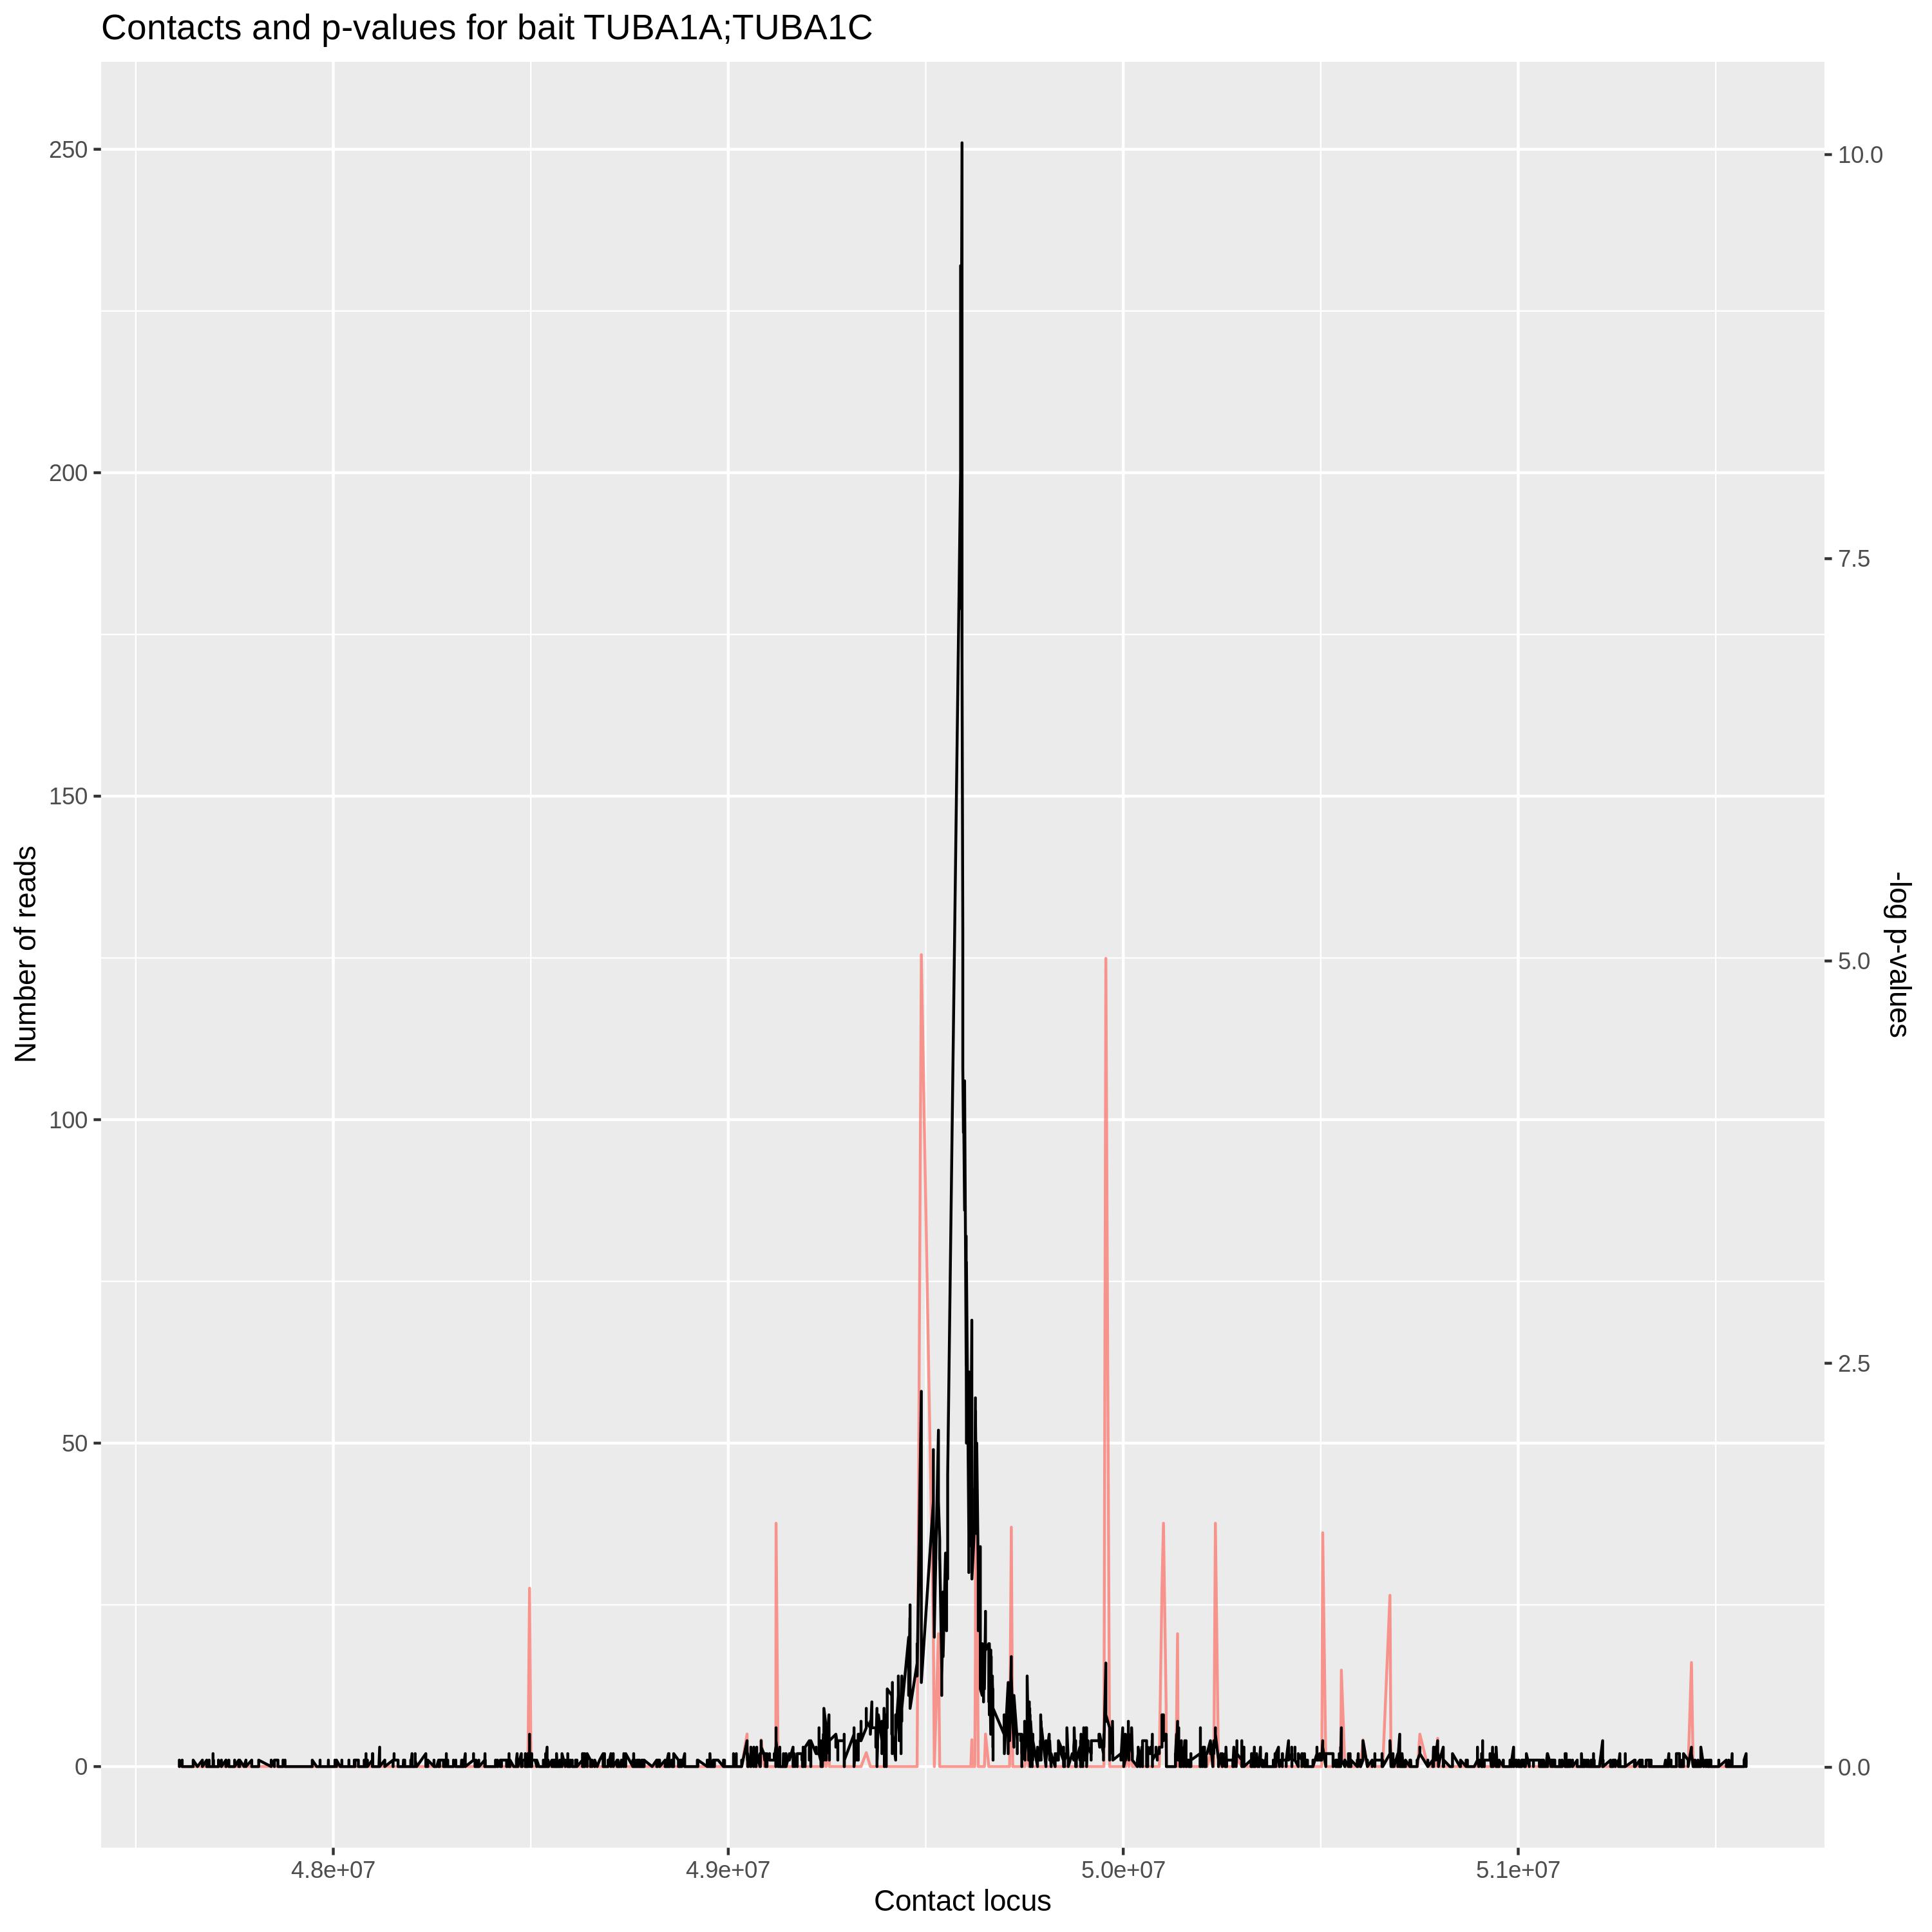 Contacts and p-values for bait TUBA1A;TUBA1C
250
200
150
100
50
0
Number of reads
10.0
7.5
5.0
2.5
0.0
-log p-values
4.8e+07
4.9e+07
5.0e+07
5.1e+07
Contact locus